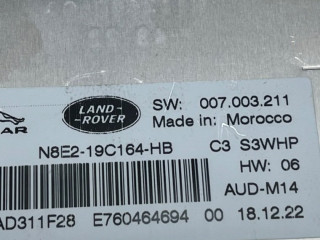 LAND-
ROVER
SW: 007.003.211
Made in: Morocco
AR
N8E2-19C164-HB C3 S3WHP
HW: 06
AUD-M14
AD311F28 E760464694 00 18.12.22